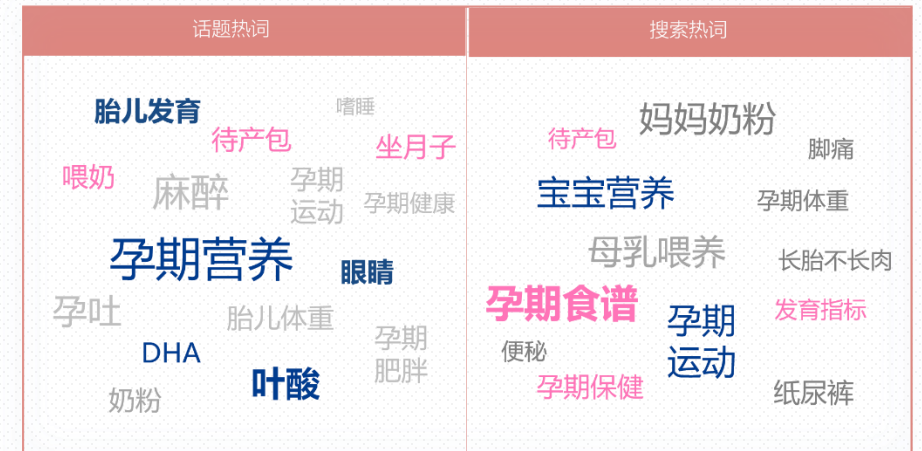 话题热词
搜索热词
胎儿发育
嗜睡
待产包
坐月子
喂奶
麻醉
孕期
运动
孕期健康
孕期营养
眼睛
孕吐
胎儿体重
孕期
肥胖
DHA
叶酸
奶粉
妈妈奶粉
待产包
脚痛
宝宝营养
孕期体重
母乳喂养
长胎不长肉
孕期食谱
孕期
运动
发育指标
便秘
孕期保健
纸尿裤